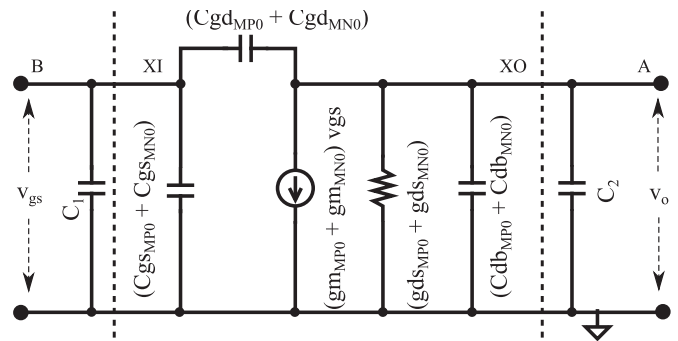 (Cgd_MP0 + Cgd_MN0)
B
XI
XO
A
v_gs
C_1
(Cgs_MP0 + Cgs_MN0)
(gm_MP0 + gm_MN0) vgs
(gds_MP0 + gds_MN0)
(Cdb_MP0 + Cdb_MN0)
C_2
v_o